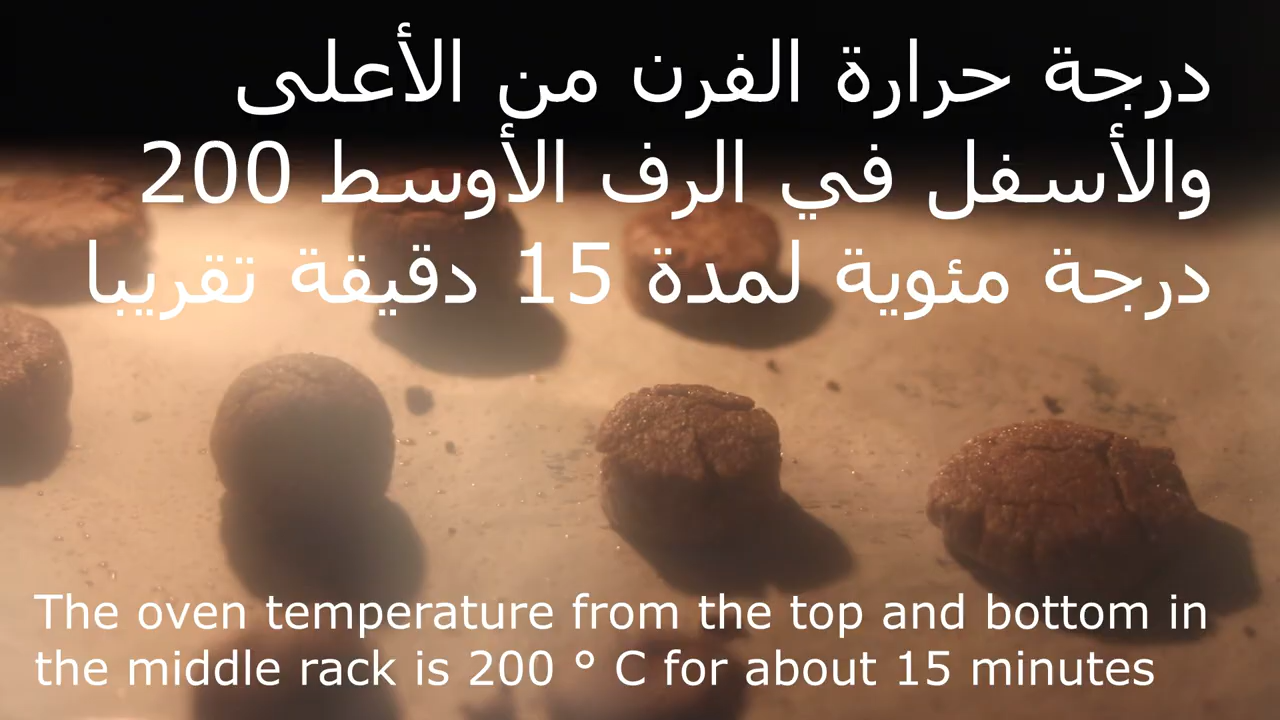 درجة حرارة الفرن من الأعلى
والأسفل في الرف الأوسط 200
درجة مئوية لمدة 15 دقيقة تقريبا
The oven temperature from the top and bottom in
the middle rack is 200 ° C for about 15 minutes